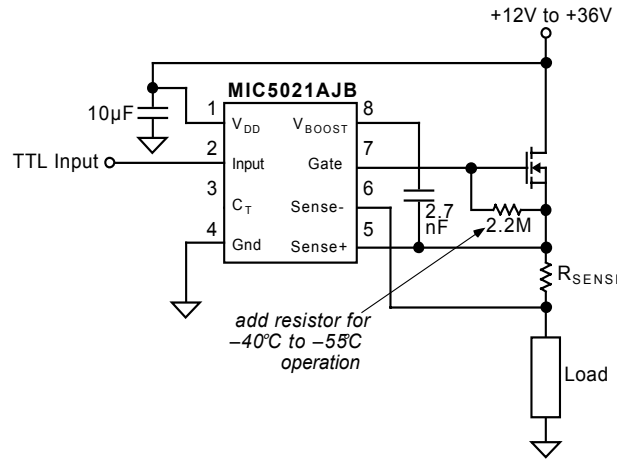 +12V to +36V
MIC5021AJB
10µF
1
8
VDD
VBOOST
TTL Input
2
7
Input
Gate
3
6
CT
Sense-
2.7
nF
2.2M
4
5
Gnd
Sense+
RSENSE
add resistor for
–40°C to –55°C
operation
Load